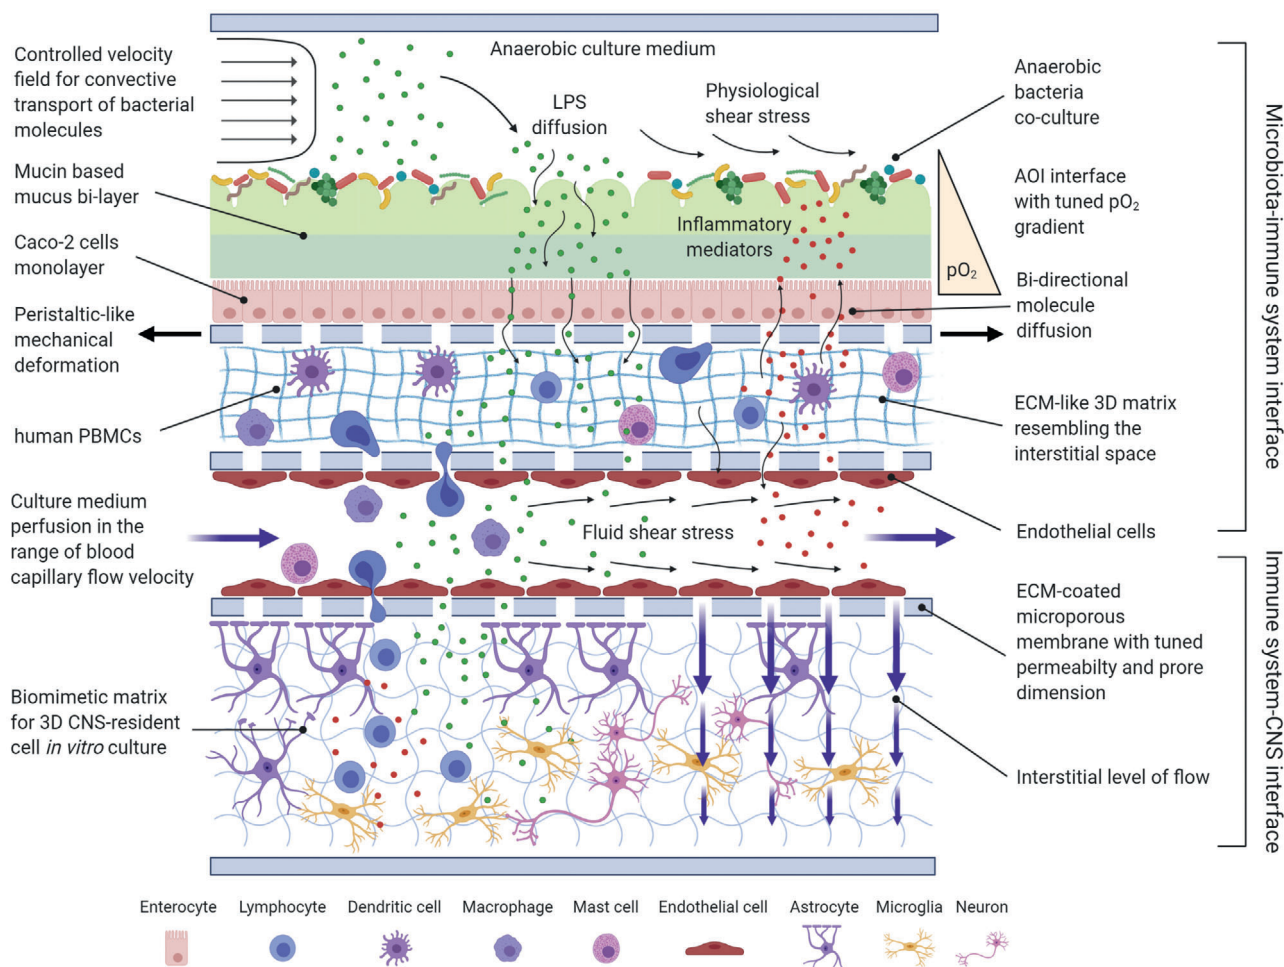 Anaerobic culture medium
Controlled velocity
field for convective
transport of bacterial
molecules
LPS
diffusion
Physiological
shear stress
Anaerobic
bacteria
co-culture
Mucin based
mucus bi-layer
AOI interface
with tuned pO₂
gradient
Inflammatory
mediators
pO₂
Caco-2 cells
monolayer
Bi-directional
molecule
diffusion
Peristaltic-like
mechanical
deformation
human PBMCs
ECM-like 3D matrix
resembling the
interstitial space
Microbiota-immune system interface
Culture medium
perfusion in the
range of blood
capillary flow velocity
Fluid shear stress
Endothelial cells
ECM-coated
microporous
membrane with tuned
permeabilty and prore
dimension
Biomimetic matrix
for 3D CNS-resident
cell in vitro culture
Interstitial level of flow
Immune system-CNS interface
Enterocyte
Lymphocyte
Dendritic cell
Macrophage
Mast cell
Endothelial cell
Astrocyte
Microglia
Neuron